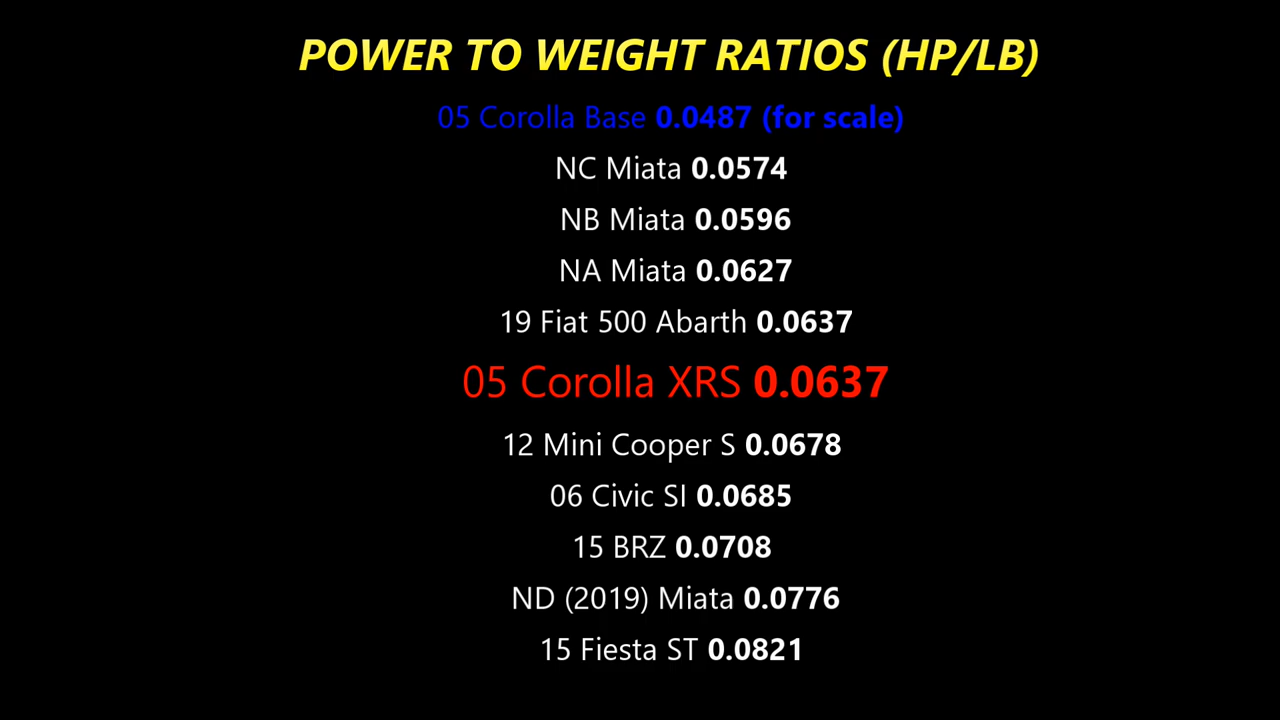 POWER TO WEIGHT RATIOS (HP/LB)
05 Corolla Base 0.0487 (for scale)
NC Miata 0.0574
NB Miata 0.0596
NA Miata 0.0627
19 Fiat 500 Abarth 0.0637
05 Corolla XRS 0.0637
12 Mini Cooper S 0.0678
06 Civic SI 0.0685
15 BRZ 0.0708
ND (2019) Miata 0.0776
15 Fiesta ST 0.0821